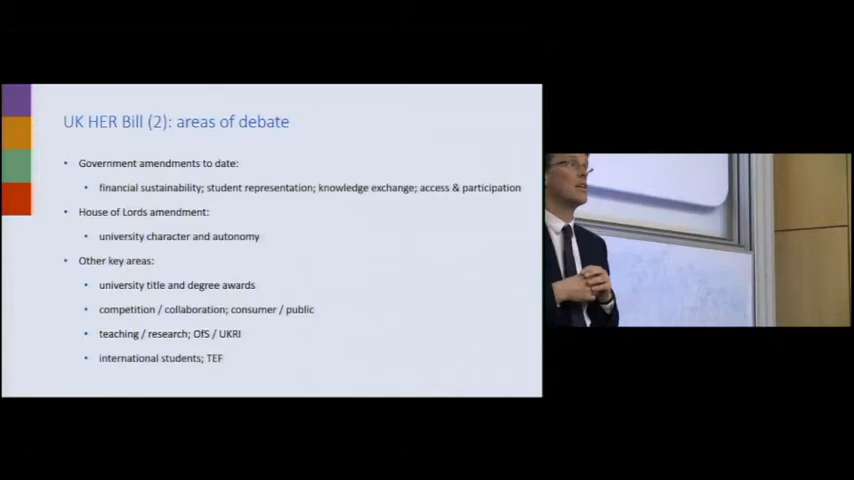 UK HER Bill (2): areas of debate
• Government amendments to date:
• financial sustainability; student representation; knowledge exchange; access & participation
• House of Lords amendment:
• university character and autonomy
• Other key areas:
• university title and degree awards
• competition / collaboration; consumer / public
• teaching / research; OfS / UKRI
• international students; TEF